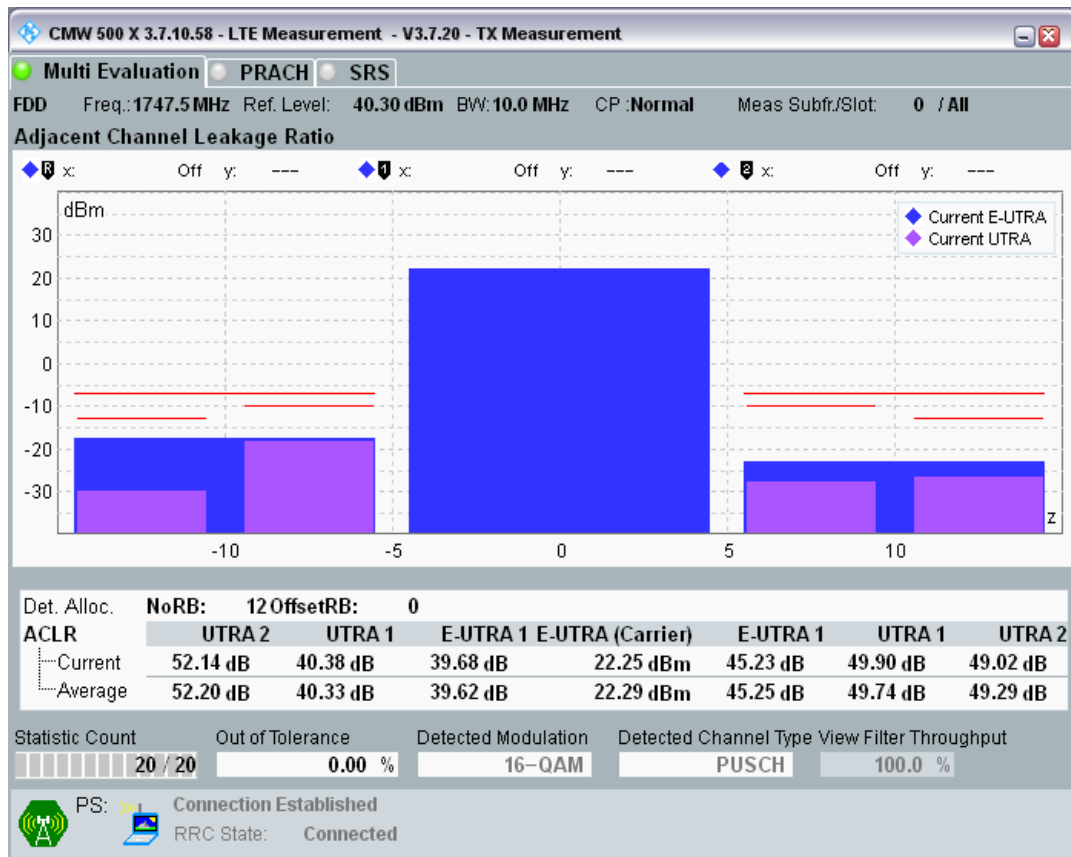 CMW 500 X 3.7.10.58 - LTE Measurement - V3.7.20 - TX Measurement
Multi Evaluation PRACH SRS
FDD Freq.: 1747.5 MHz Ref. Level: 40.30 dBm BW: 10.0 MHz CP : Normal Meas Subfr./Slot: 0 / All
Adjacent Channel Leakage Ratio
R x: Off y: --- 1 x: Off y: --- 2 x: Off y: ---
dBm
Current E-UTRA
Current UTRA
30
20
10
0
-10
-20
-30
z
-10 -5 0 5 10
Det. Alloc. NoRB: 12 OffsetRB: 0
ACLR UTRA 2 UTRA 1 E-UTRA 1 E-UTRA (Carrier) E-UTRA 1 UTRA 1 UTRA 2
Current 52.14 dB 40.38 dB 39.68 dB 22.25 dBm 45.23 dB 49.90 dB 49.02 dB
Average 52.20 dB 40.33 dB 39.62 dB 22.29 dBm 45.25 dB 49.74 dB 49.29 dB
Statistic Count Out of Tolerance Detected Modulation Detected Channel Type View Filter Throughput
20 / 20 0.00 % 16-QAM PUSCH 100.0 %
PS: Connection Established
RRC State: Connected